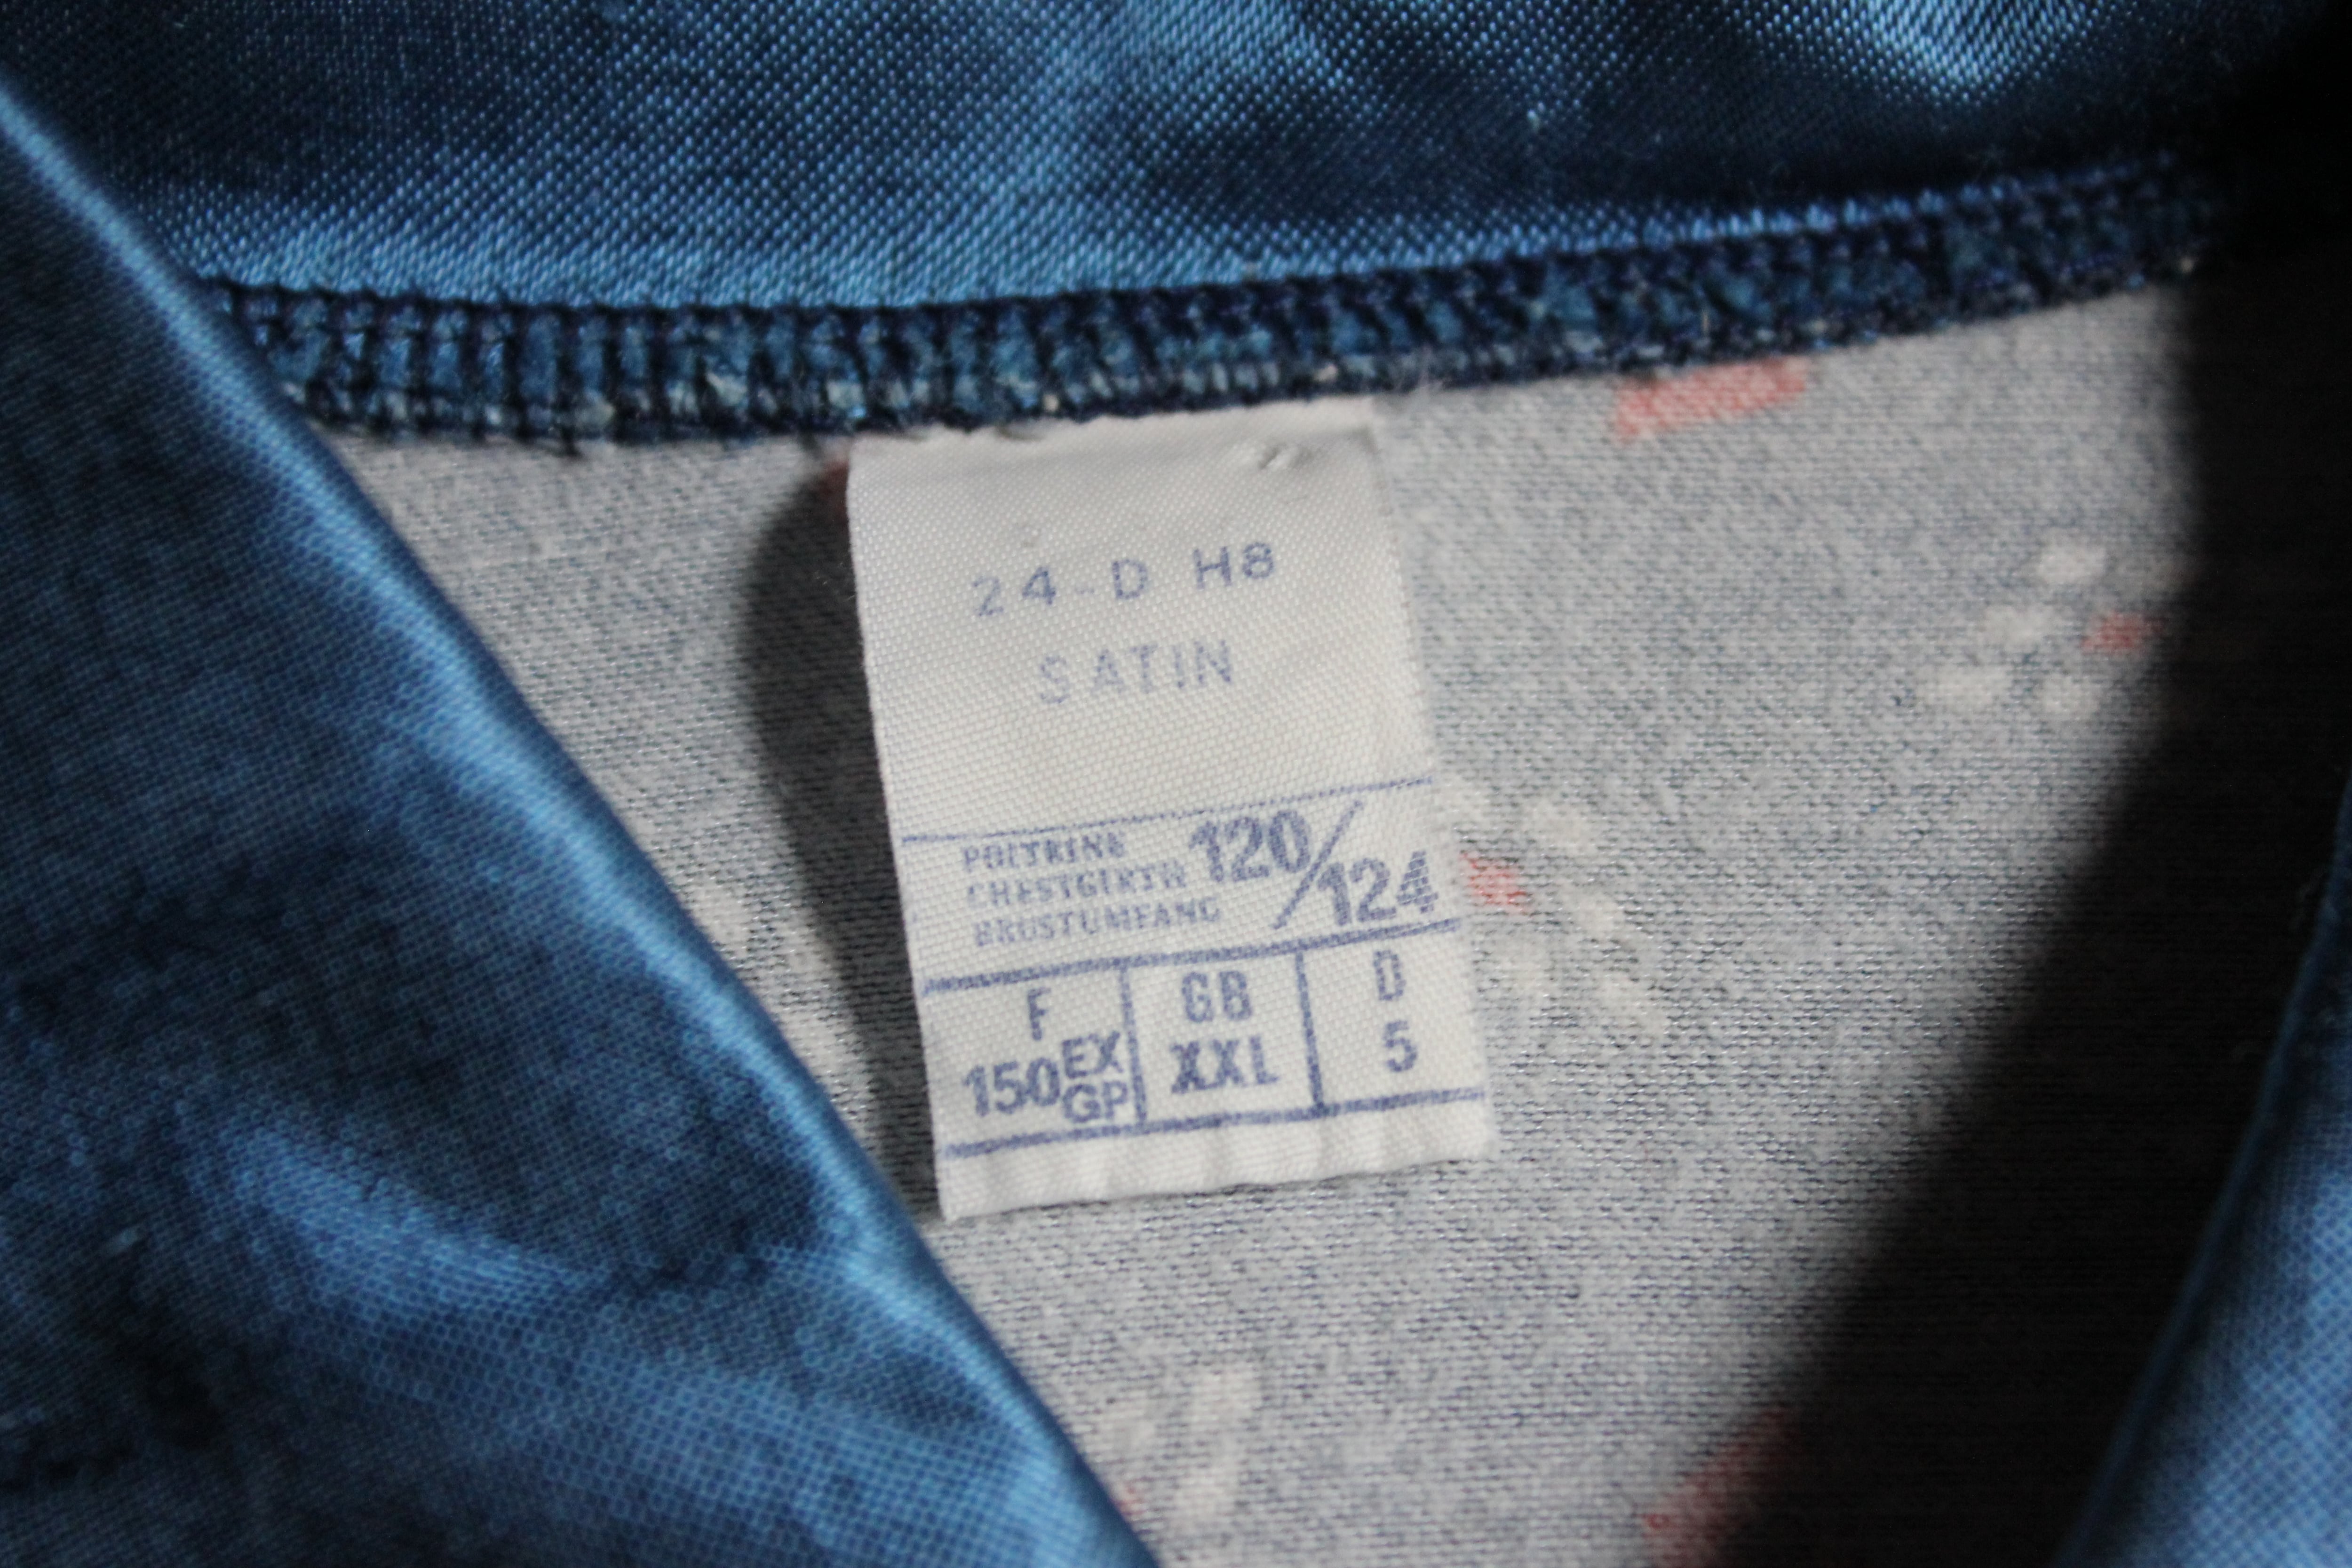 24-D H8
SATIN
POITRINE
CHESTGIRTH
BRUSTUMFANG
120/124
F GB D
150 EX GP XXL 5